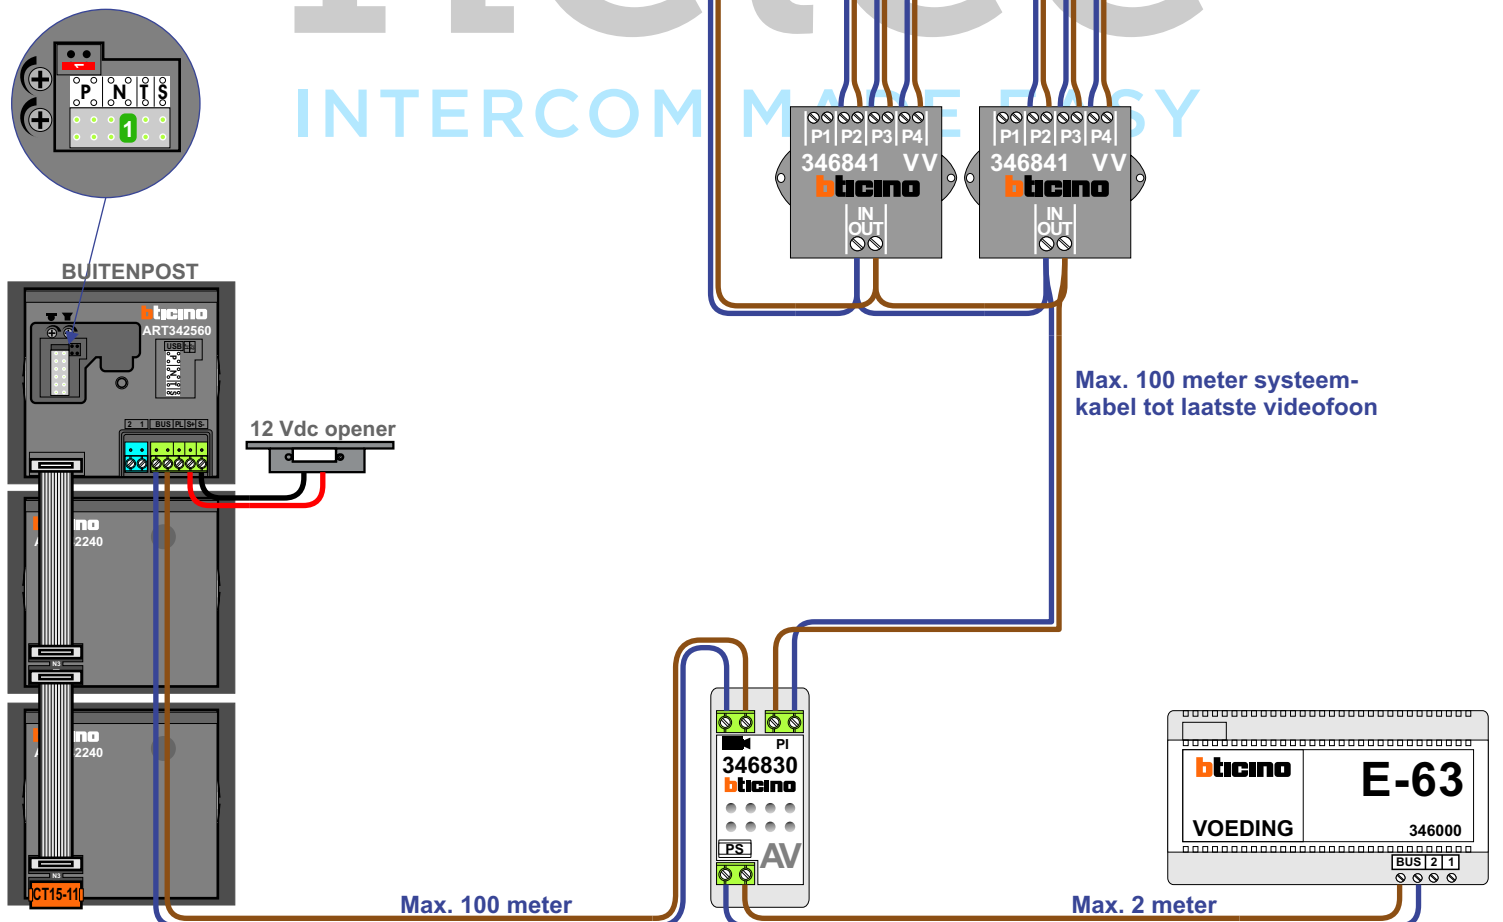 INTERCOM MADE EASY
1
P N T S
1
BUITENPOST
bticino
ART342560
USB
P N T S
2 1 BUS PL S+ S-
12 Vdc opener
2240
N3
2240
N3
CT15-11
P1 P2 P3 P4
346841 VV
bticino
IN
OUT
P1 P2 P3 P4
346841 VV
bticino
IN
OUT
Max. 100 meter systeem-
kabel tot laatste videofoon
PI
346830
bticino
PS
AV
bticino
E-63
VOEDING
346000
BUS 2 1
Max. 100 meter
Max. 2 meter